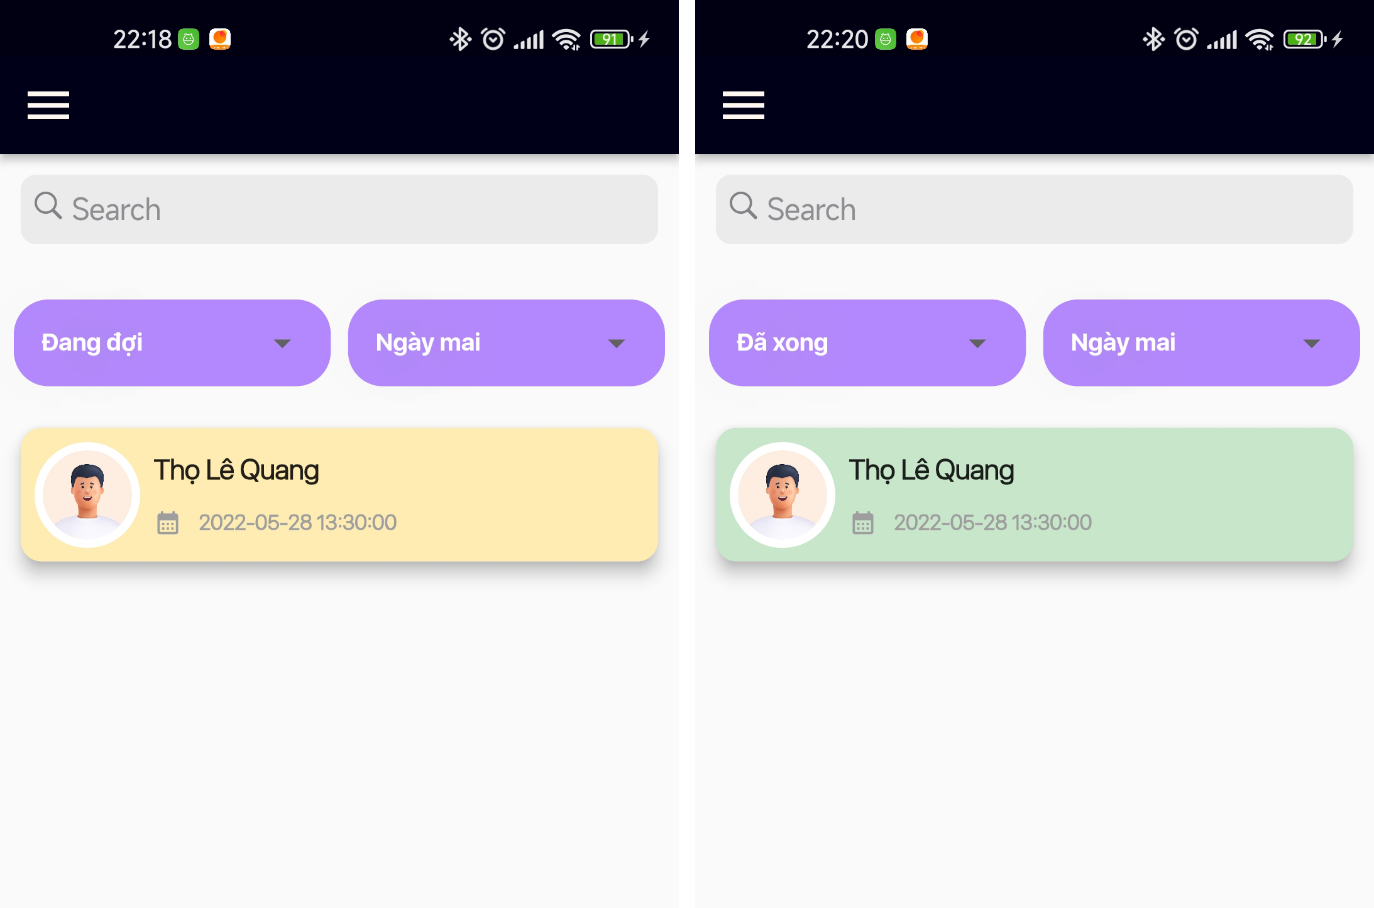 22:18
91
Search
Đang đợi
Ngày mai
Thọ Lê Quang
2022-05-28 13:30:00
22:20
92
Search
Đã xong
Ngày mai
Thọ Lê Quang
2022-05-28 13:30:00